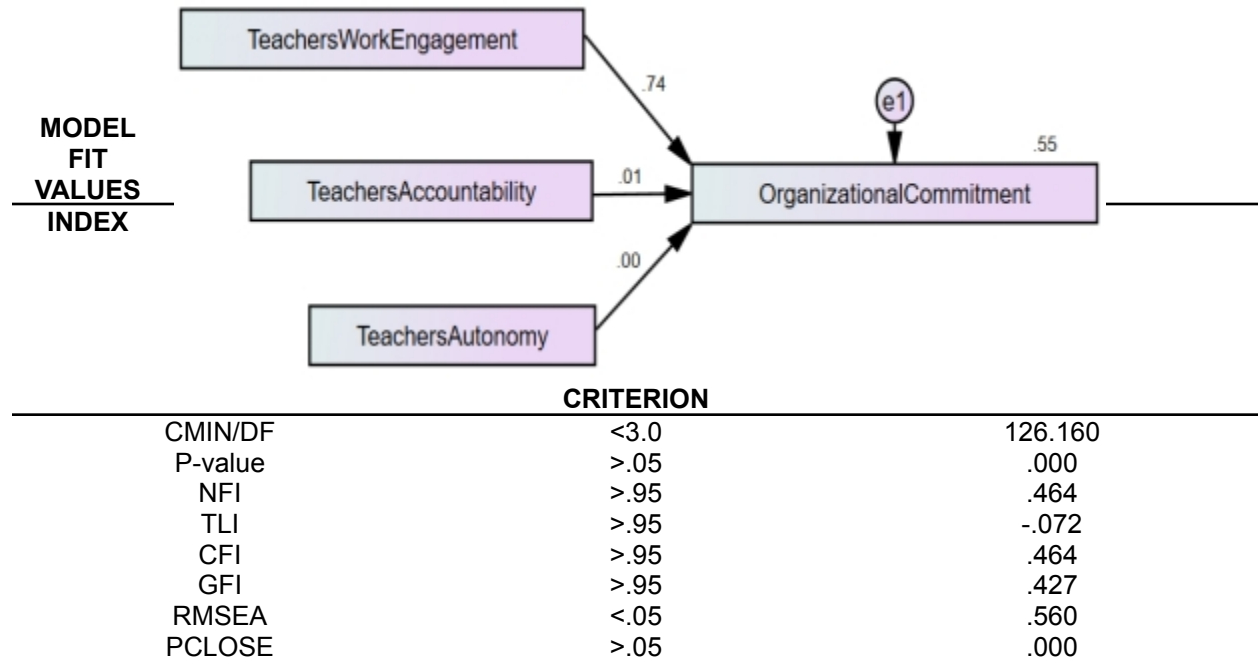 TeachersWorkEngagement
.74
e1
.55
MODEL
FIT
VALUES
INDEX
TeachersAccountability
.01
OrganizationalCommitment
.00
TeachersAutonomy
CRITERION
CMIN/DF <3.0 126.160
P-value >.05 .000
NFI >.95 .464
TLI >.95 -.072
CFI >.95 .464
GFI >.95 .427
RMSEA <.05 .560
PCLOSE >.05 .000